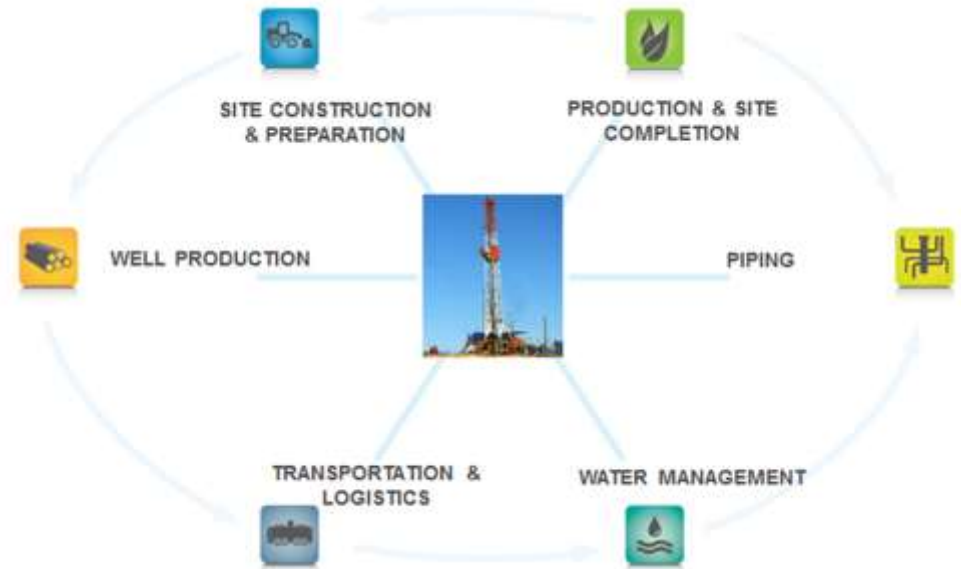 SITE CONSTRUCTION
& PREPARATION
PRODUCTION & SITE
COMPLETION
WELL PRODUCTION
PIPING
TRANSPORTATION &
LOGISTICS
WATER MANAGEMENT